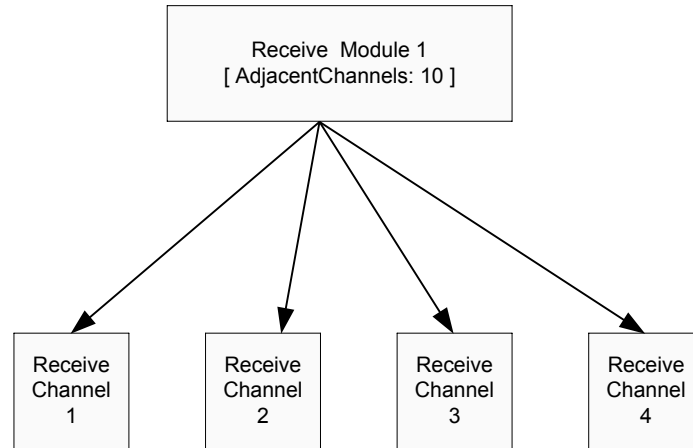 Receive Module 1
[ AdjacentChannels: 10 ]
Receive
Channel
1
Receive
Channel
2
Receive
Channel
3
Receive
Channel
4